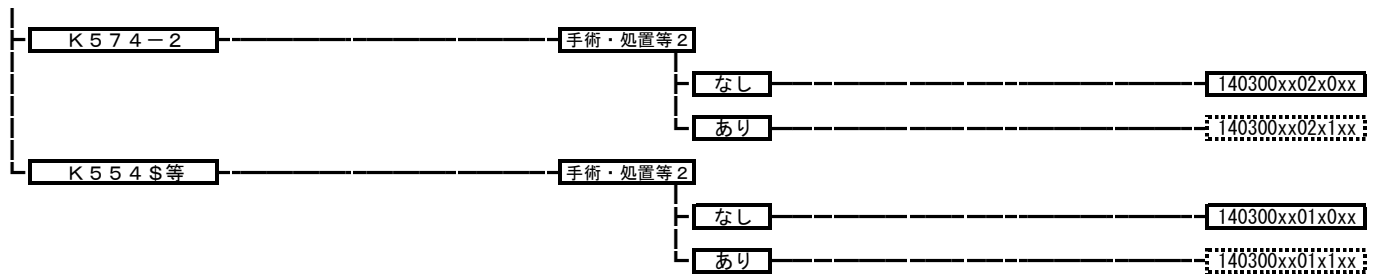 Ｋ５７４－２ 手術・処置等２
なし 140300xx02x0xx
あり 140300xx02x1xx
Ｋ５５４＄等 手術・処置等２
なし 140300xx01x0xx
あり 140300xx01x1xx